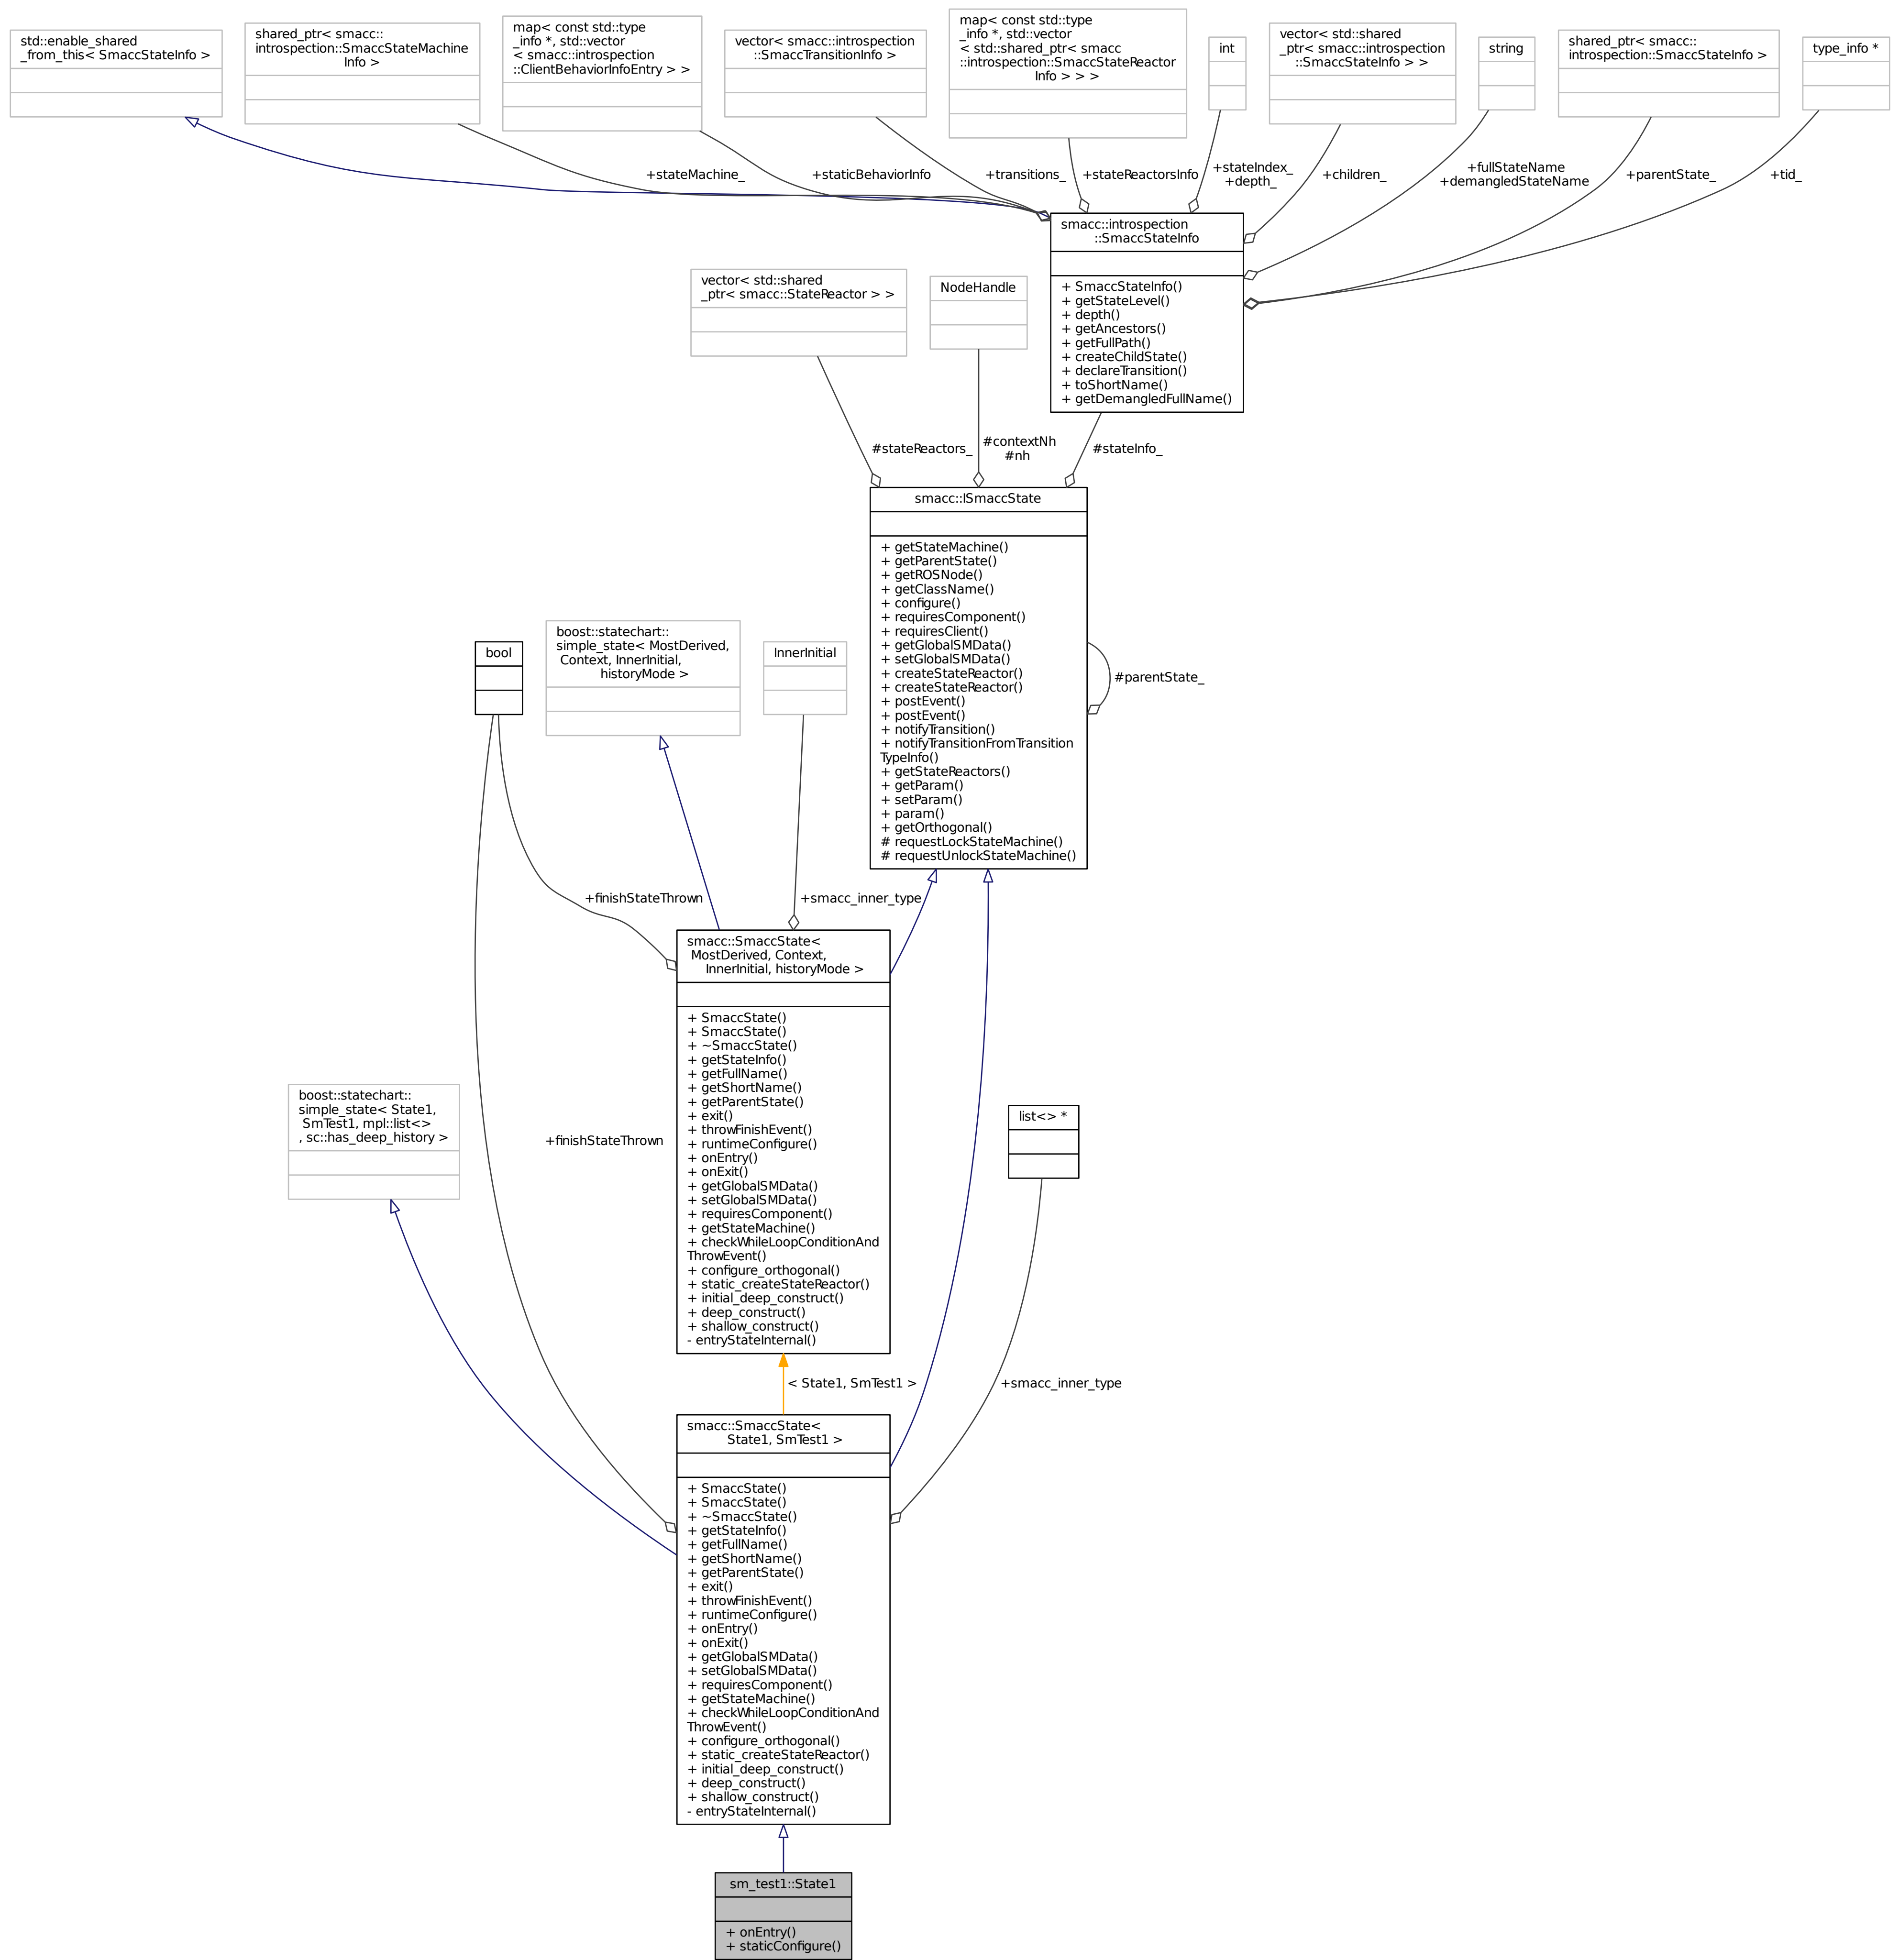 std::enable_shared
_from_this< SmaccStateInfo >
shared_ptr< smacc::
introspection::SmaccStateMachine
Info >
map< const std::type
_info *, std::vector
< smacc::introspection
::ClientBehaviorInfoEntry > >
vector< smacc::introspection
::SmaccTransitionInfo >
map< const std::type
_info *, std::vector
< std::shared_ptr< smacc
::introspection::SmaccStateReactor
Info > > >
int
vector< std::shared
_ptr< smacc::introspection
::SmaccStateInfo > >
string
shared_ptr< smacc::
introspection::SmaccStateInfo >
type_info *
+stateMachine_
+staticBehaviorInfo
+transitions_
+stateReactorsInfo
+stateIndex_
+depth_
+children_
+fullStateName
+demangledStateName
+parentState_
+tid_
smacc::introspection
::SmaccStateInfo
+ SmaccStateInfo()
+ getStateLevel()
+ depth()
+ getAncestors()
+ getFullPath()
+ createChildState()
+ declareTransition()
+ toShortName()
+ getDemangledFullName()
vector< std::shared
_ptr< smacc::StateReactor > >
NodeHandle
#stateReactors_
#contextNh
#nh
#stateInfo_
smacc::ISmaccState
+ getStateMachine()
+ getParentState()
+ getROSNode()
+ getClassName()
+ configure()
+ requiresComponent()
+ requiresClient()
+ getGlobalSMData()
+ setGlobalSMData()
+ createStateReactor()
+ createStateReactor()
+ postEvent()
+ postEvent()
+ notifyTransition()
+ notifyTransitionFromTransition
TypeInfo()
+ getStateReactors()
+ getParam()
+ setParam()
+ param()
+ getOrthogonal()
# requestLockStateMachine()
# requestUnlockStateMachine()
#parentState_
bool
boost::statechart::
simple_state< MostDerived,
Context, InnerInitial,
historyMode >
InnerInitial
+finishStateThrown
+smacc_inner_type
smacc::SmaccState<
MostDerived, Context,
InnerInitial, historyMode >
+ SmaccState()
+ SmaccState()
+ ~SmaccState()
+ getStateInfo()
+ getFullName()
+ getShortName()
+ getParentState()
+ exit()
+ throwFinishEvent()
+ runtimeConfigure()
+ onEntry()
+ onExit()
+ getGlobalSMData()
+ setGlobalSMData()
+ requiresComponent()
+ getStateMachine()
+ checkWhileLoopConditionAnd
ThrowEvent()
+ configure_orthogonal()
+ static_createStateReactor()
+ initial_deep_construct()
+ deep_construct()
+ shallow_construct()
- entryStateInternal()
boost::statechart::
simple_state< State1,
SmTest1, mpl::list<>
, sc::has_deep_history >
+finishStateThrown
list<> *
< State1, SmTest1 >
+smacc_inner_type
smacc::SmaccState<
State1, SmTest1 >
+ SmaccState()
+ SmaccState()
+ ~SmaccState()
+ getStateInfo()
+ getFullName()
+ getShortName()
+ getParentState()
+ exit()
+ throwFinishEvent()
+ runtimeConfigure()
+ onEntry()
+ onExit()
+ getGlobalSMData()
+ setGlobalSMData()
+ requiresComponent()
+ getStateMachine()
+ checkWhileLoopConditionAnd
ThrowEvent()
+ configure_orthogonal()
+ static_createStateReactor()
+ initial_deep_construct()
+ deep_construct()
+ shallow_construct()
- entryStateInternal()
sm_test1::State1
+ onEntry()
+ staticConfigure()